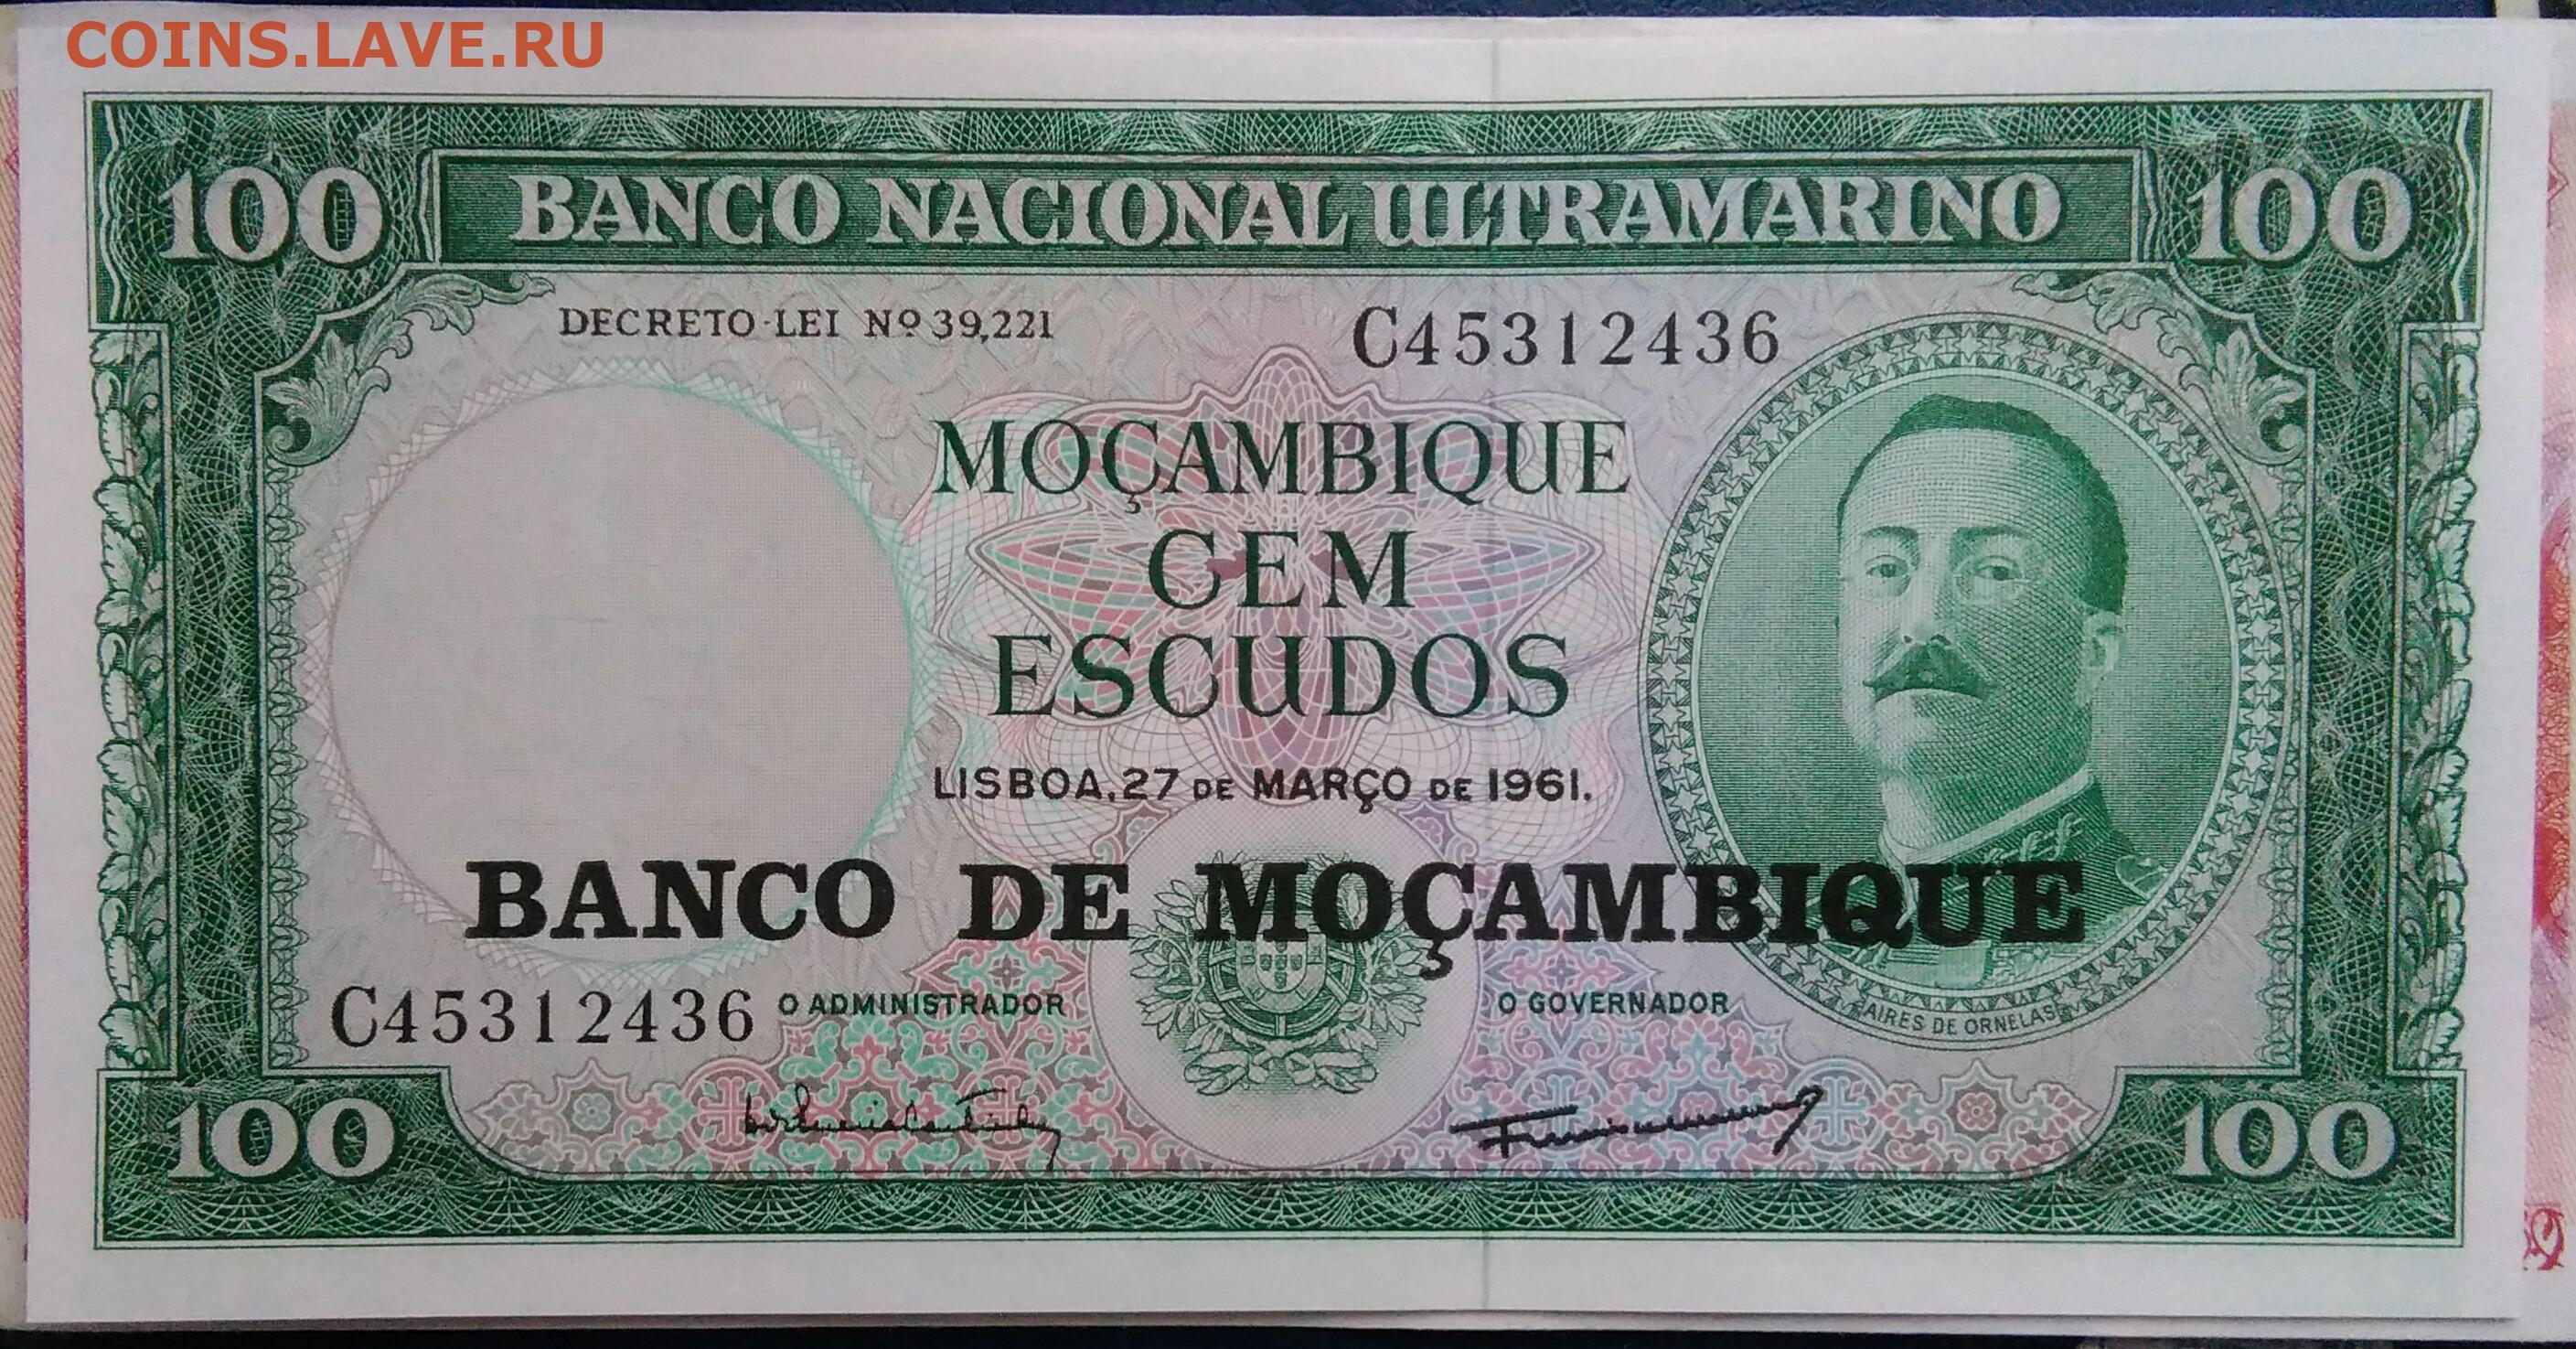 COINS.LAVE.RU
100 BANCO NACIONAL ULTRAMARINO 100
DECRETO-LEI Nº 39,221
C45312436
MOÇAMBIQUE
CEM
ESCUDOS
LISBOA, 27 DE MARÇO DE 1961.
BANCO DE MOÇAMBIQUE
C45312436
O ADMINISTRADOR
O GOVERNADOR
AIRES DE ORNELAS
100
100